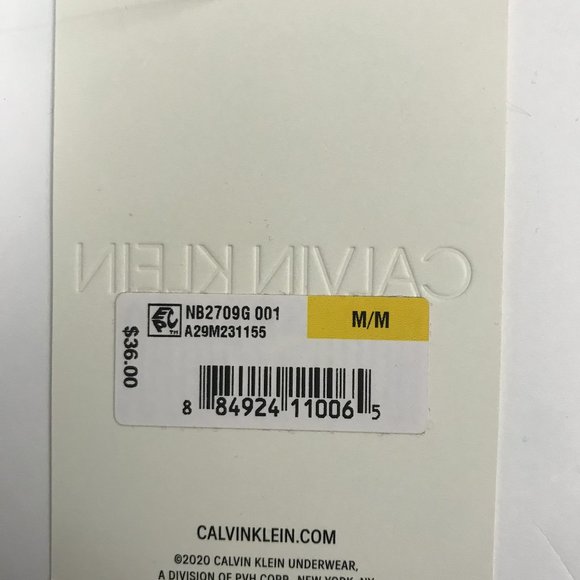 CALVIN KLEIN
EPC™
NB2709G 001
A29M231155
M/M
$36.00
8 84924 11006 5
CALVINKLEIN.COM
©2020 CALVIN KLEIN UNDERWEAR,
A DIVISION OF PVH CORP., NEW YORK, NY